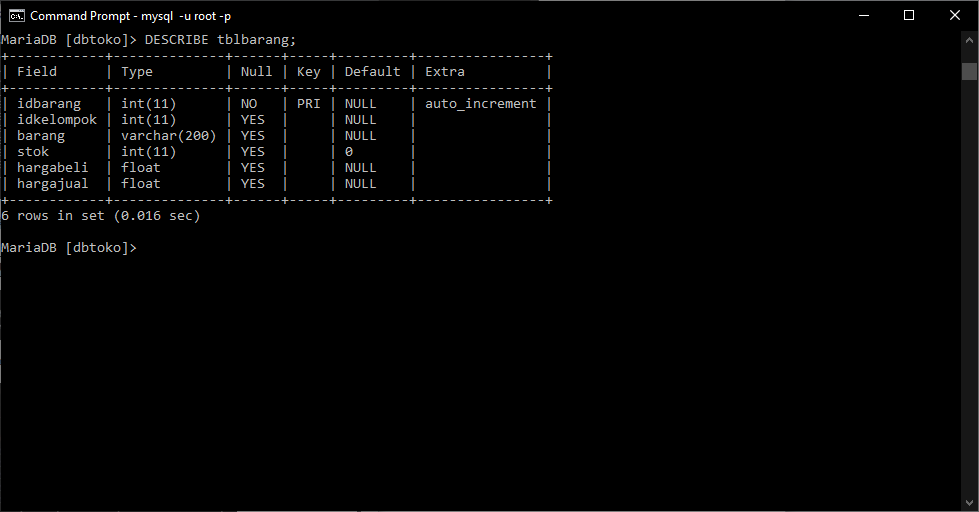 Command Prompt - mysql -u root -p
MariaDB [dbtoko]> DESCRIBE tblbarang;
+------------+--------------+------+-----+---------+----------------+
| Field      | Type         | Null | Key | Default | Extra          |
+------------+--------------+------+-----+---------+----------------+
| idbarang   | int(11)      | NO   | PRI | NULL    | auto_increment |
| idkelompok | int(11)      | YES  |     | NULL    |                |
| barang     | varchar(200) | YES  |     | NULL    |                |
| stok       | int(11)      | YES  |     | 0       |                |
| hargabeli  | float        | YES  |     | NULL    |                |
| hargajual  | float        | YES  |     | NULL    |                |
+------------+--------------+------+-----+---------+----------------+
6 rows in set (0.016 sec)
MariaDB [dbtoko]>